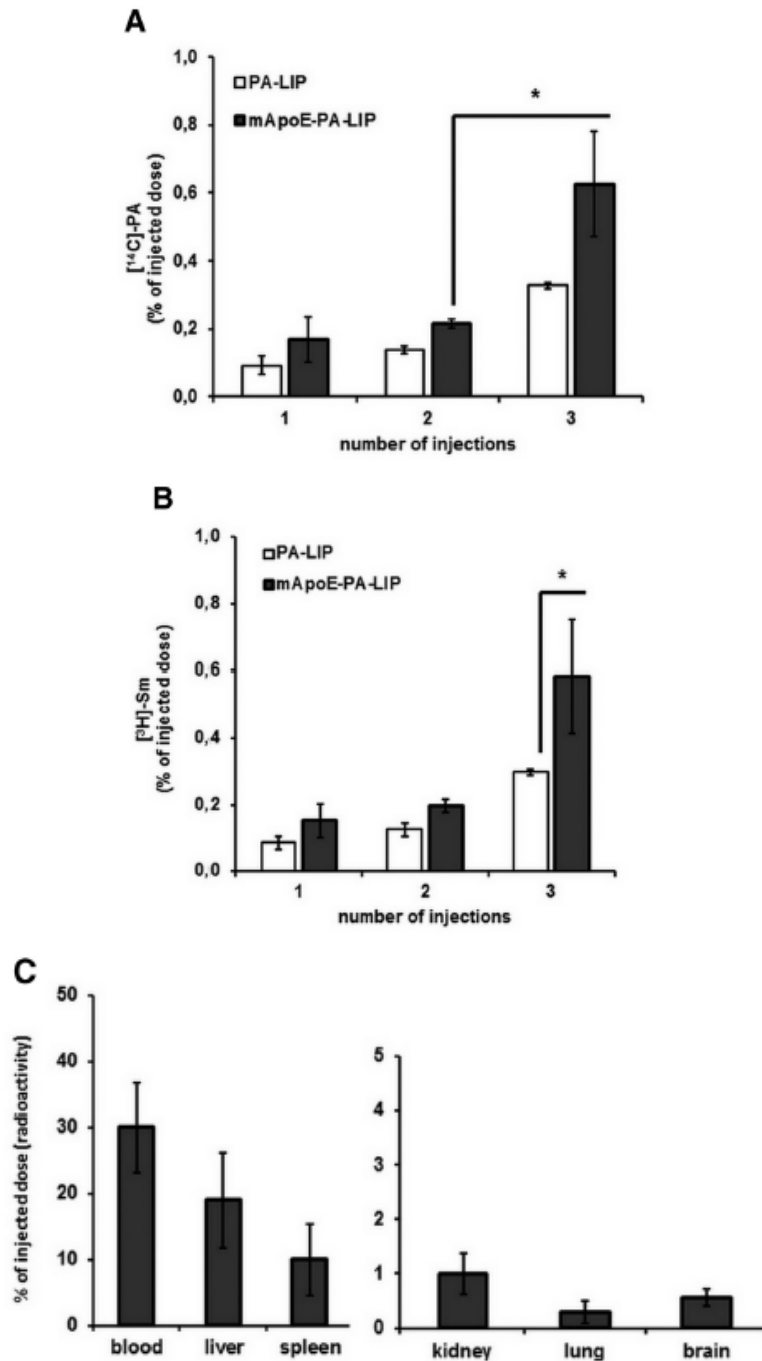 A
1,0
PA-LIP
mApoE-PA-LIP
*
0,8
0,6
0,4
0,2
0,0
[¹⁴C]-PA
(% of injected dose)
1 2 3
number of injections
B
1,0
PA-LIP
mApoE-PA-LIP
*
0,8
0,6
0,4
0,2
0,0
[³H]-Sm
(% of injected dose)
1 2 3
number of injections
C
50
40
30
20
10
0
% of injected dose (radioactivity)
blood liver spleen
5
4
3
2
1
0
kidney lung brain